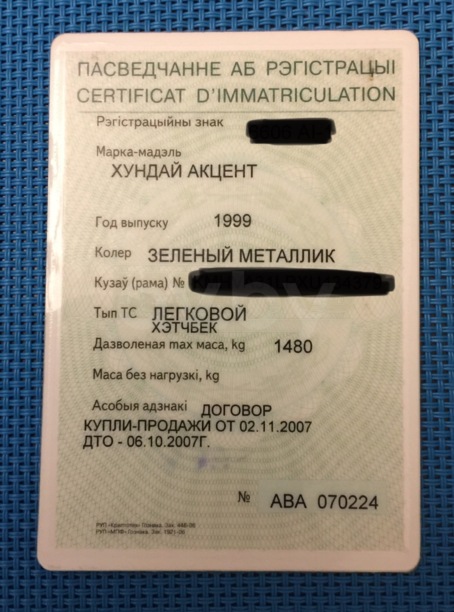 ПАСВЕДЧАННЕ АБ РЭГІСТРАЦЫІ
CERTIFICAT D'IMMATRICULATION
Рэгістрацыйны знак
Марка-мадэль
ХУНДАЙ АКЦЕНТ
Год выпуску 1999
Колер ЗЕЛЕНЫЙ МЕТАЛЛИК
Кузаў (рама) №
Тып ТС ЛЕГКОВОЙ
ХЭТЧБЕК
Дазволеная max маса, kg 1480
Маса без нагрузкі, kg
Асобыя адзнакі ДОГОВОР
КУПЛИ-ПРОДАЖИ ОТ 02.11.2007
ДТО - 06.10.2007Г.
№ АВА 070224